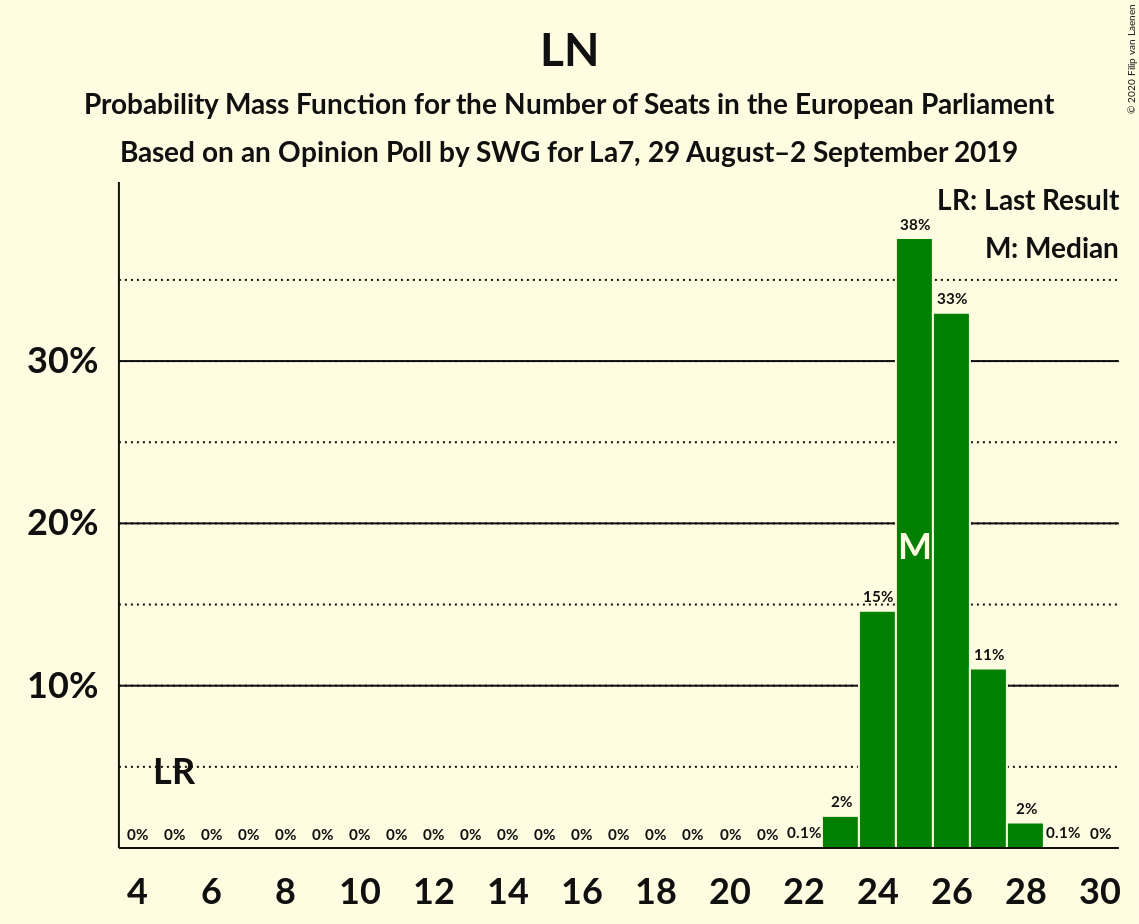 LN
Probability Mass Function for the Number of Seats in the European Parliament
Based on an Opinion Poll by SWG for La7, 29 August–2 September 2019
© 2020 Filip van Laenen
LR: Last Result
M: Median
38%
33%
30%
20%
M
15%
11%
10%
LR
2%
2%
0% 0% 0% 0% 0% 0% 0% 0% 0% 0% 0% 0% 0% 0% 0% 0% 0% 0% 0.1% 0.1% 0%
4 6 8 10 12 14 16 18 20 22 24 26 28 30